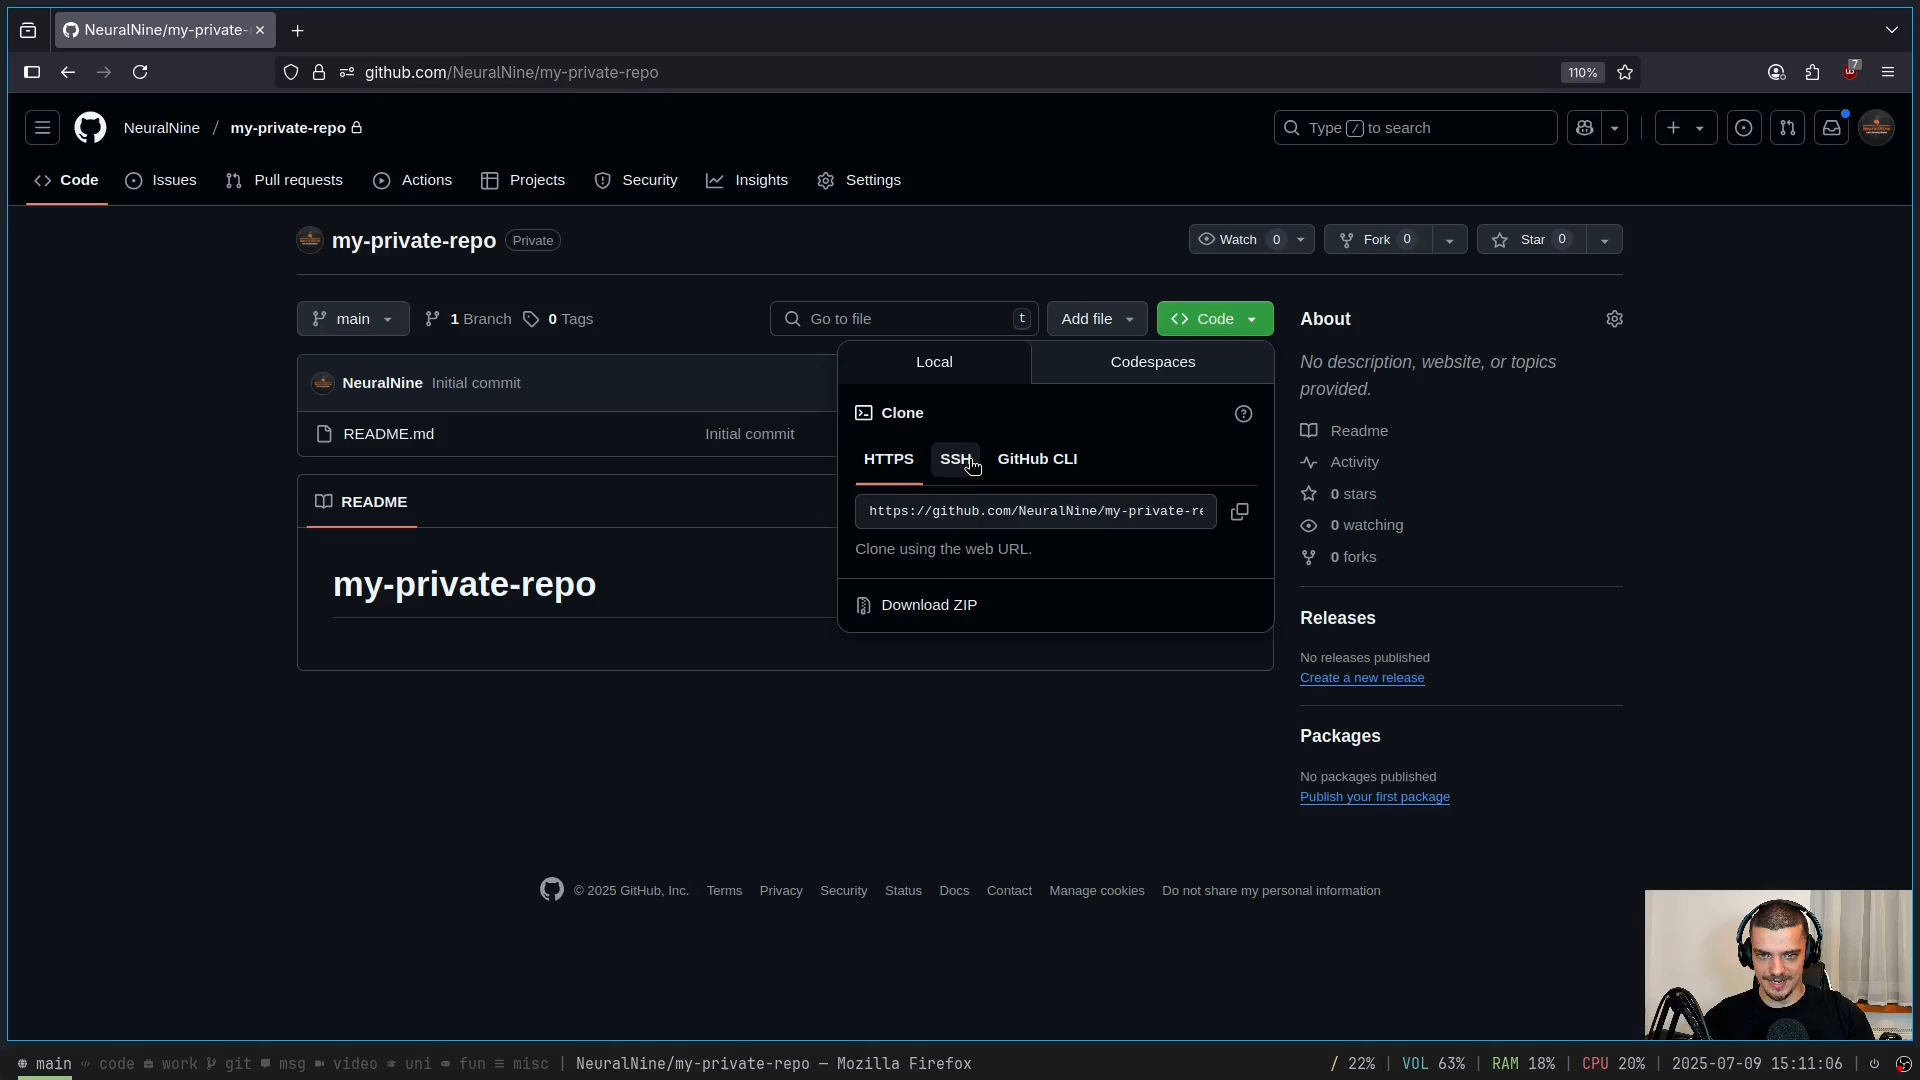 NeuralNine/my-private-
7
github.com/NeuralNine/my-private-repo
110%
NeuralNine / my-private-repo
Type / to search
Code
Issues
Pull requests
Actions
Projects
Security
Insights
Settings
my-private-repo
Private
Watch 0
Fork 0
Star 0
main
1 Branch
0 Tags
Go to file
t
Add file
Code
About
No description, website, or topics
provided.
Readme
Activity
0 stars
0 watching
0 forks
Local
Codespaces
NeuralNine Initial commit
Clone
README.md
Initial commit
HTTPS
SSH
GitHub CLI
README
https://github.com/NeuralNine/my-private-re
Clone using the web URL.
my-private-repo
Download ZIP
Releases
No releases published
Create a new release
Packages
No packages published
Publish your first package
© 2025 GitHub, Inc.
Terms
Privacy
Security
Status
Docs
Contact
Manage cookies
Do not share my personal information
main code work git msg video uni fun misc | NeuralNine/my-private-repo — Mozilla Firefox
/ 22% | VOL 63% | RAM 18% | CPU 20% | 2025-07-09 15:11:06 |